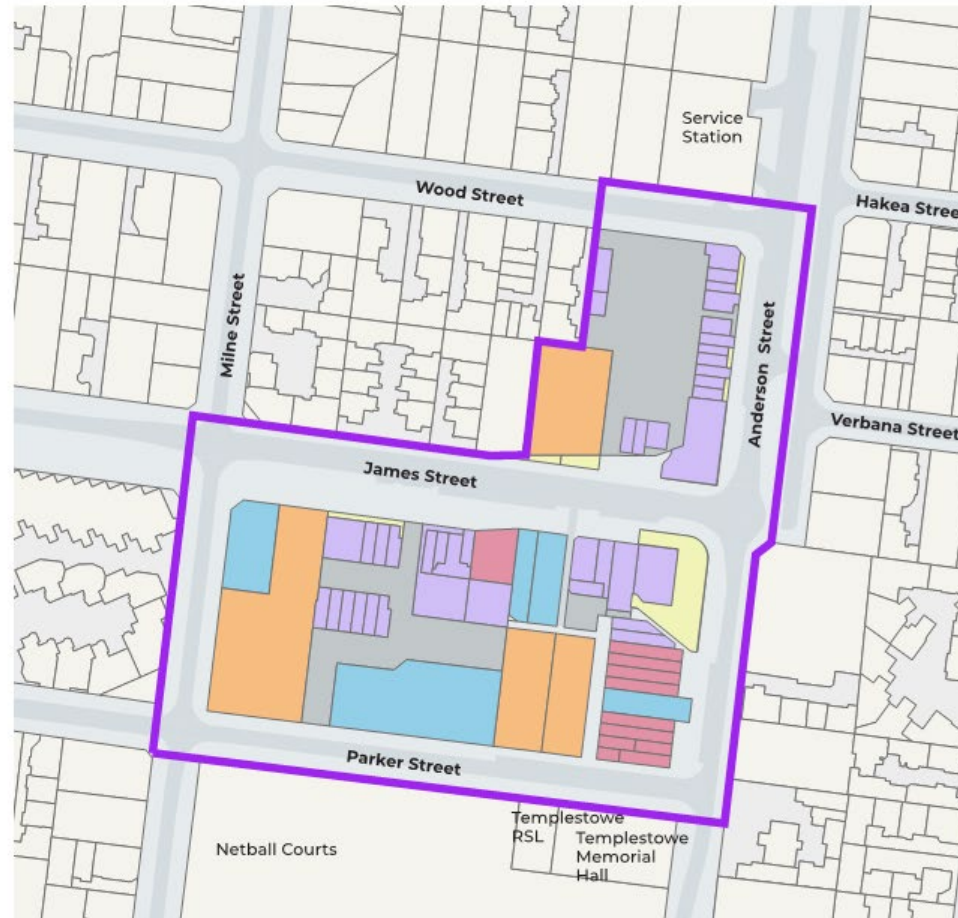 Service
Station
Wood Street
Hakea Stree
Milne Street
Anderson Street
Verbana Street
James Street
Parker Street
Templestowe
RSL
Templestowe
Memorial
Hall
Netball Courts